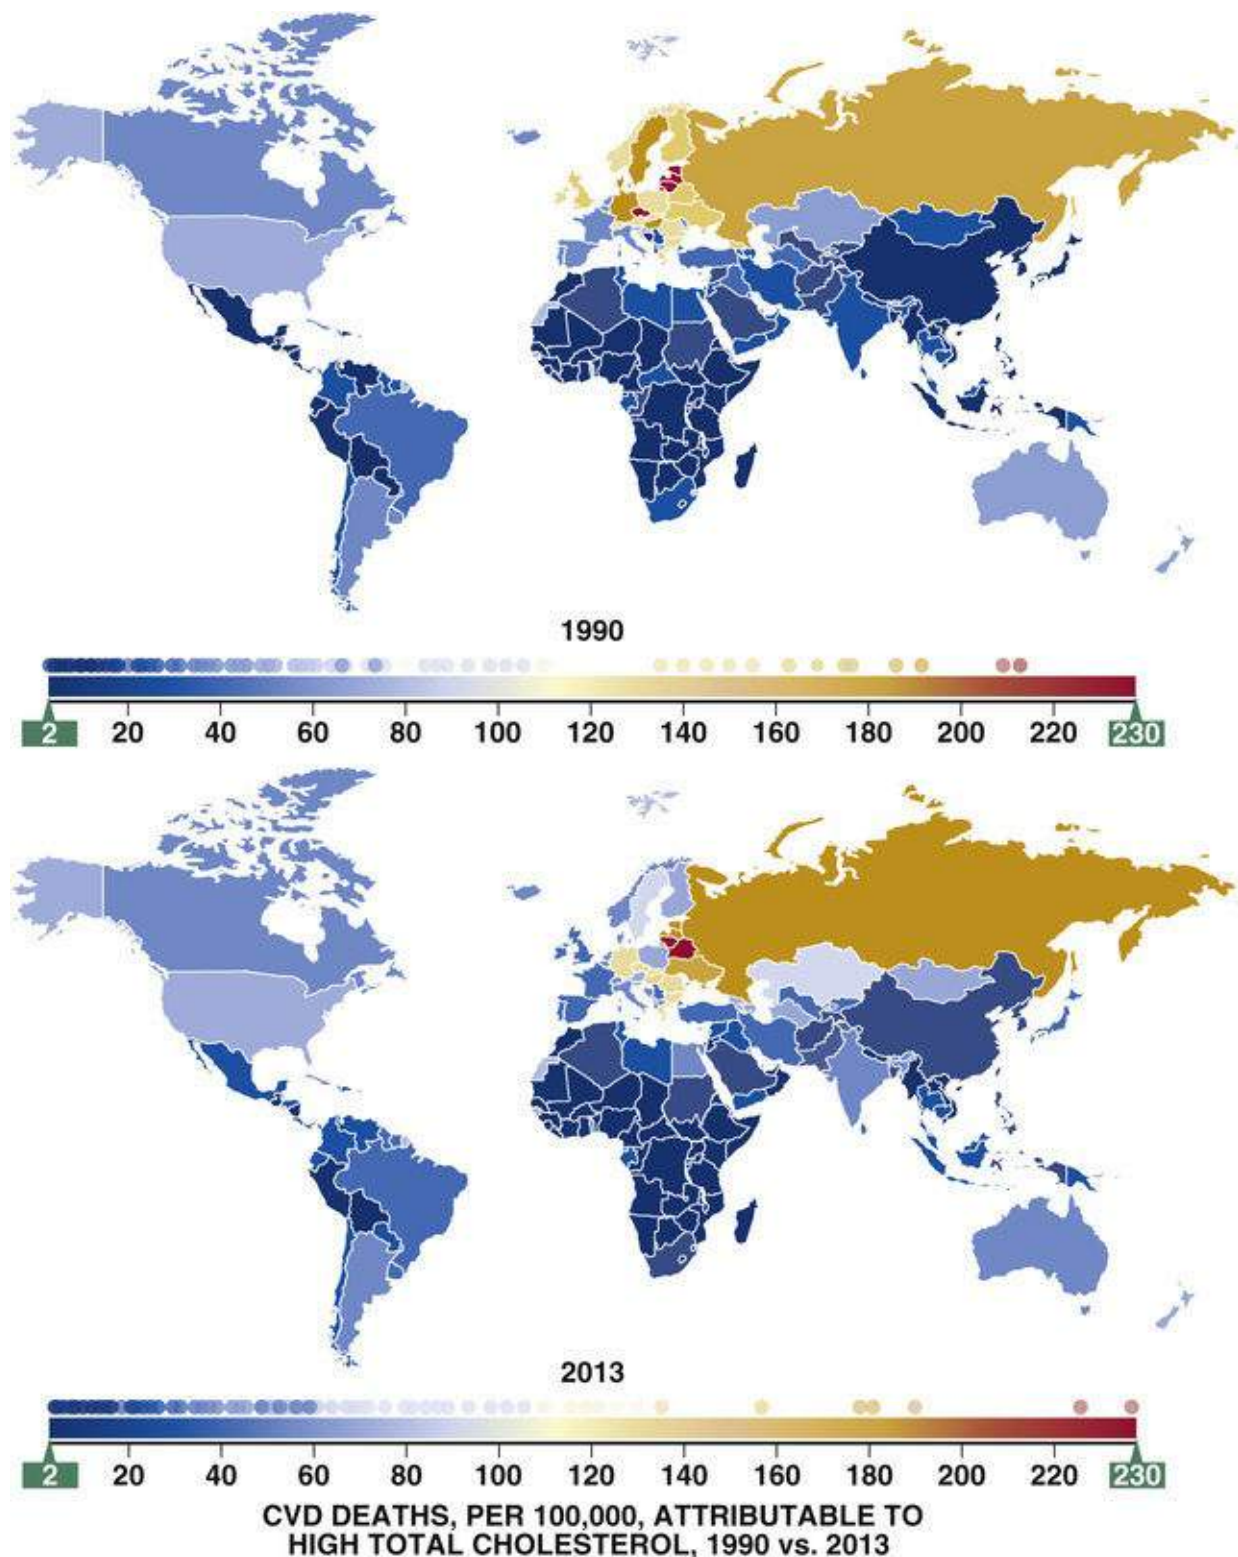 1990
2 20 40 60 80 100 120 140 160 180 200 220 230
2013
2 20 40 60 80 100 120 140 160 180 200 220 230
CVD DEATHS, PER 100,000, ATTRIBUTABLE TO
HIGH TOTAL CHOLESTEROL, 1990 vs. 2013